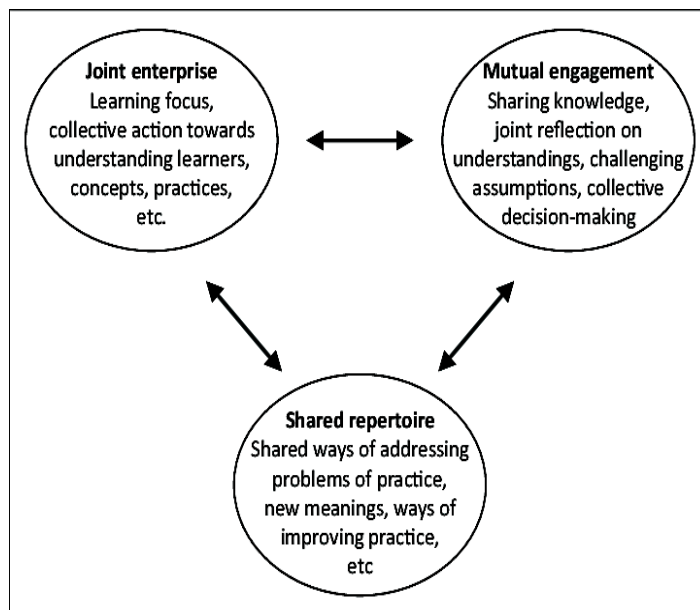 Joint enterprise
Learning focus,
collective action towards
understanding learners,
concepts, practices,
etc.
Mutual engagement
Sharing knowledge,
joint reflection on
understandings, challenging
assumptions, collective
decision-making
Shared repertoire
Shared ways of addressing
problems of practice,
new meanings, ways of
improving practice,
etc